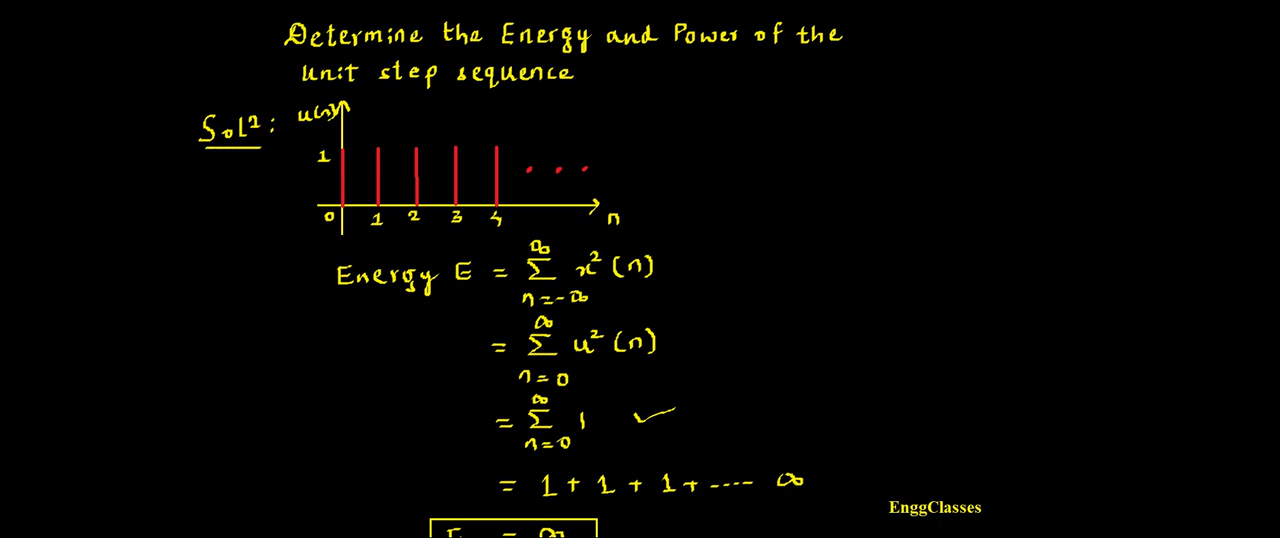 Determine the Energy and Power of the
unit step sequence
Solⁿ:
u(n)
1
0 1 2 3 4 . . . n
Energy E = ∞ Σ n=-∞ x²(n)
= ∞ Σ n=0 u²(n)
= ∞ Σ n=0 1 ✓
= 1 + 1 + 1 + ---- ∞
EnggClasses